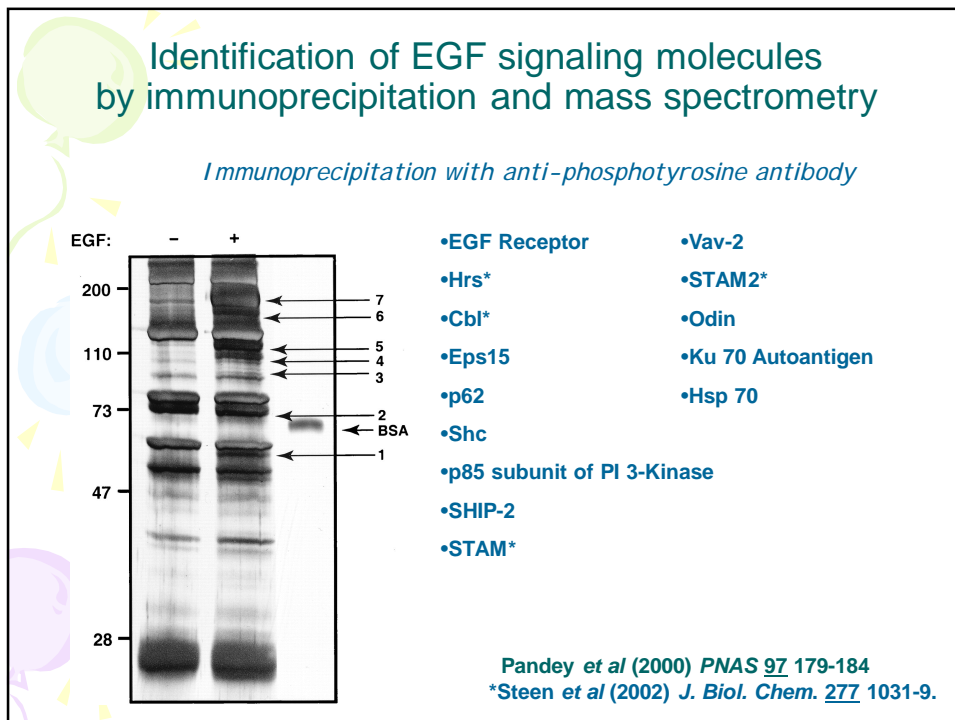 Identification of EGF signaling molecules
by immunoprecipitation and mass spectrometry
Immunoprecipitation with anti-phosphotyrosine antibody
EGF: – +
200
110
73
47
28
7
6
5
4
3
2
BSA
1
•EGF Receptor
•Hrs*
•Cbl*
•Eps15
•p62
•Shc
•p85 subunit of PI 3-Kinase
•SHIP-2
•STAM*
•Vav-2
•STAM2*
•Odin
•Ku 70 Autoantigen
•Hsp 70
Pandey et al (2000) PNAS 97 179-184
*Steen et al (2002) J. Biol. Chem. 277 1031-9.